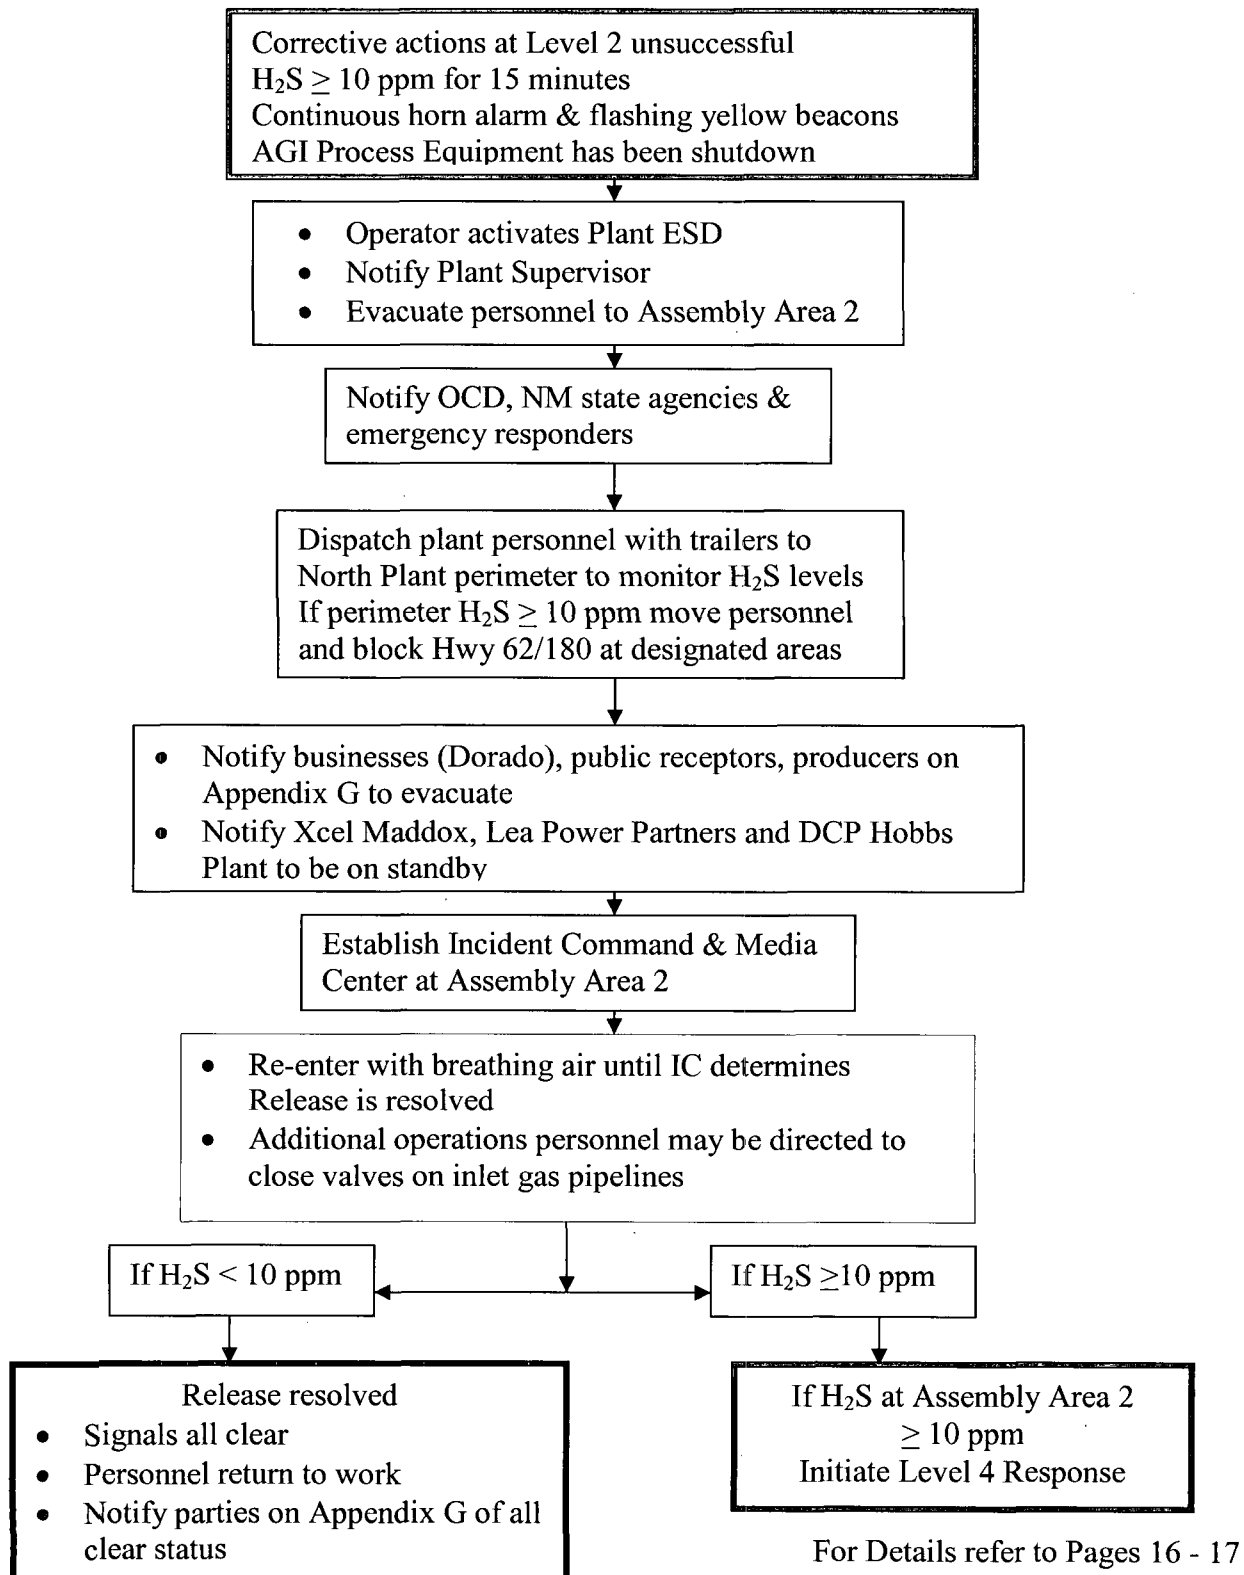 Corrective actions at Level 2 unsuccessful
H₂S ≥ 10 ppm for 15 minutes
Continuous horn alarm & flashing yellow beacons
AGI Process Equipment has been shutdown
• Operator activates Plant ESD
• Notify Plant Supervisor
• Evacuate personnel to Assembly Area 2
Notify OCD, NM state agencies &
emergency responders
Dispatch plant personnel with trailers to
North Plant perimeter to monitor H₂S levels
If perimeter H₂S ≥ 10 ppm move personnel
and block Hwy 62/180 at designated areas
• Notify businesses (Dorado), public receptors, producers on
Appendix G to evacuate
• Notify Xcel Maddox, Lea Power Partners and DCP Hobbs
Plant to be on standby
Establish Incident Command & Media
Center at Assembly Area 2
• Re-enter with breathing air until IC determines
Release is resolved
• Additional operations personnel may be directed to
close valves on inlet gas pipelines
If H₂S < 10 ppm
If H₂S ≥10 ppm
Release resolved
• Signals all clear
• Personnel return to work
• Notify parties on Appendix G of all
clear status
If H₂S at Assembly Area 2
≥ 10 ppm
Initiate Level 4 Response
For Details refer to Pages 16 - 17